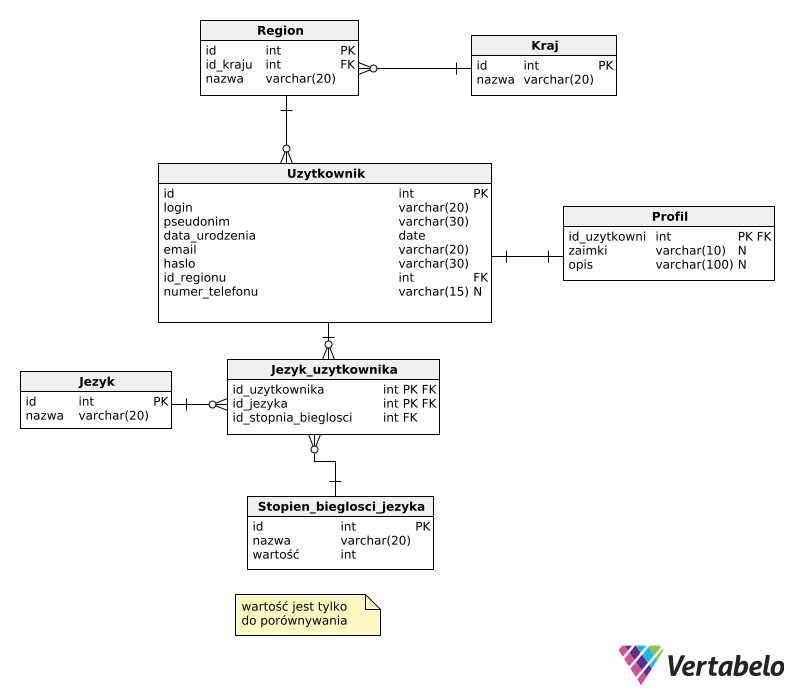 Region
id int PK
id_kraju int FK
nazwa varchar(20)
Kraj
id int PK
nazwa varchar(20)
Uzytkownik
id int PK
login varchar(20)
pseudonim varchar(30)
data_urodzenia date
email varchar(20)
haslo varchar(30)
id_regionu int FK
numer_telefonu varchar(15) N
Profil
id_uzytkowni int PK FK
zaimki varchar(10) N
opis varchar(100) N
Jezyk
id int PK
nazwa varchar(20)
Jezyk_uzytkownika
id_uzytkownika int PK FK
id_jezyka int PK FK
id_stopnia_bieglosci int FK
Stopien_bieglosci_jezyka
id int PK
nazwa varchar(20)
wartość int
wartość jest tylko
do porównywania
Vertabelo